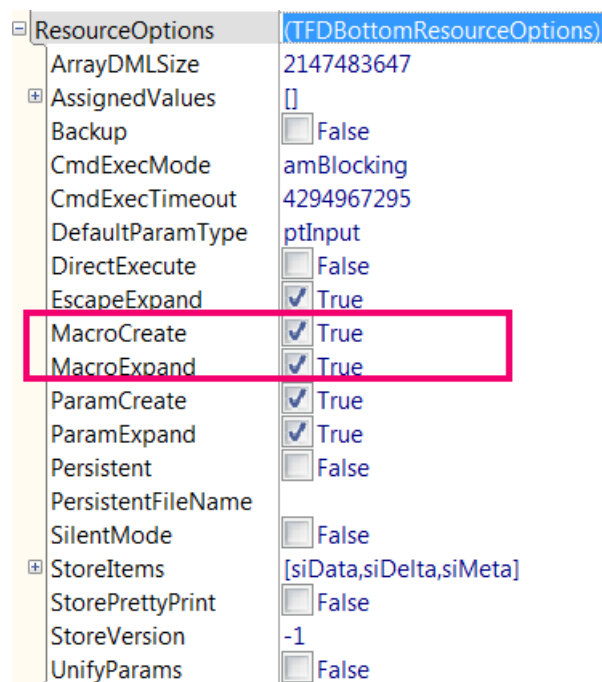 ResourceOptions (TFDBottomResourceOptions)
ArrayDMLSize 2147483647
AssignedValues []
Backup False
CmdExecMode amBlocking
CmdExecTimeout 4294967295
DefaultParamType ptInput
DirectExecute False
EscapeExpand True
MacroCreate True
MacroExpand True
ParamCreate True
ParamExpand True
Persistent False
PersistentFileName
SilentMode False
StoreItems [siData,siDelta,siMeta]
StorePrettyPrint False
StoreVersion -1
UnifyParams False